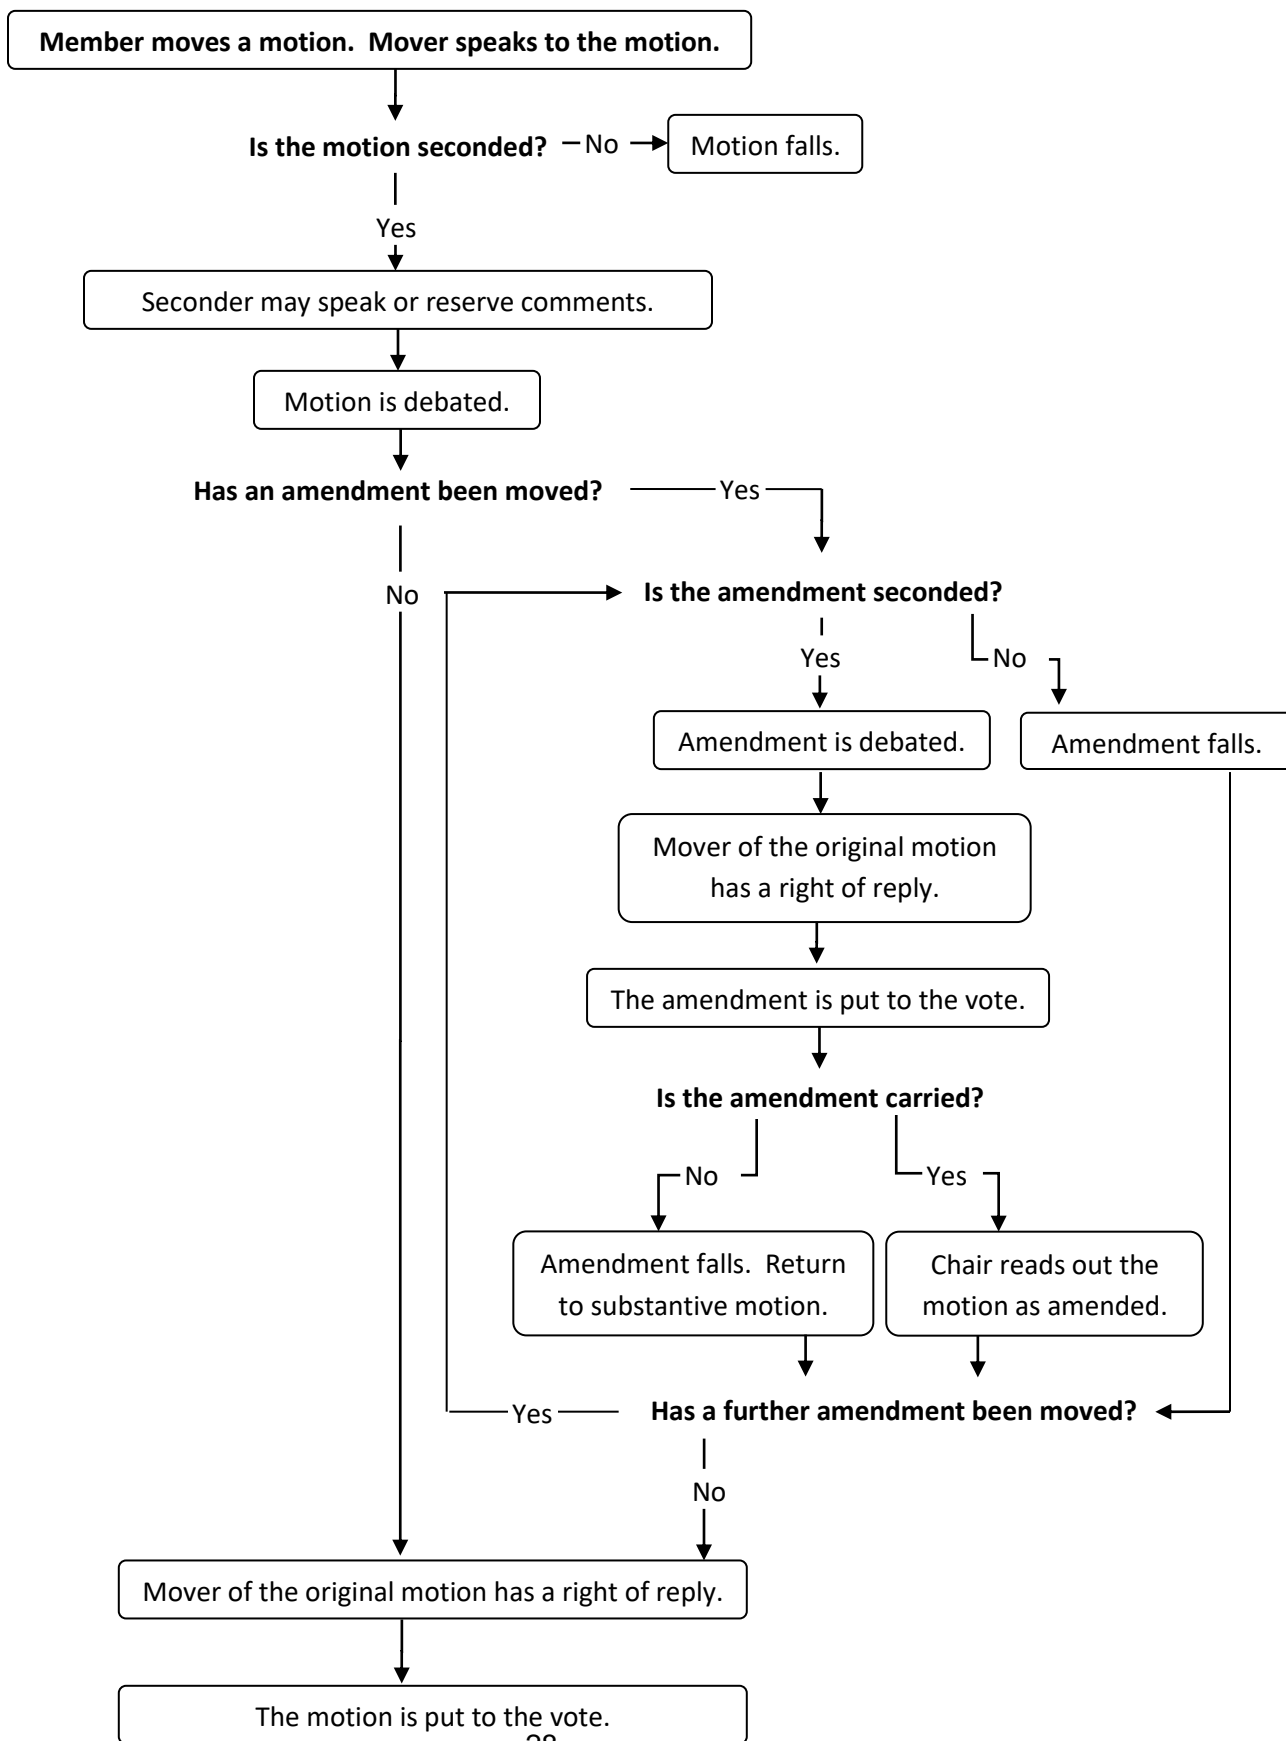 Member moves a motion.  Mover speaks to the motion.
Is the motion seconded?
No
Motion falls.
Yes
Seconder may speak or reserve comments.
Motion is debated.
Has an amendment been moved?
Yes
No
Is the amendment seconded?
Yes
No
Amendment is debated.
Amendment falls.
Mover of the original motion
has a right of reply.
The amendment is put to the vote.
Is the amendment carried?
No
Yes
Amendment falls.  Return
to substantive motion.
Chair reads out the
motion as amended.
Yes
Has a further amendment been moved?
No
Mover of the original motion has a right of reply.
The motion is put to the vote.